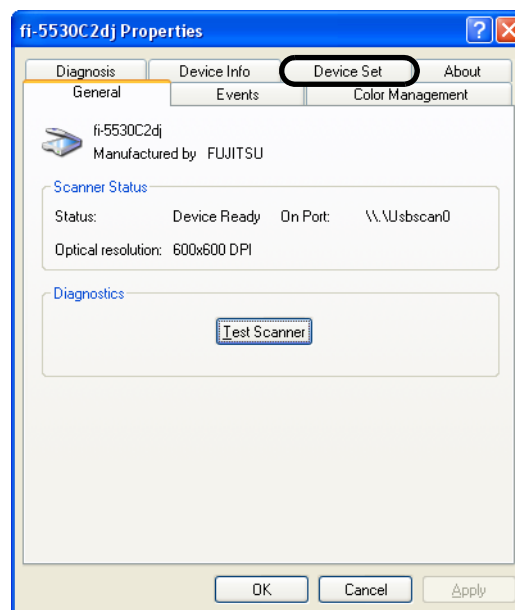 fi-5530C2dj Properties
Diagnosis Device Info Device Set About
General Events Color Management
fi-5530C2dj
Manufactured by FUJITSU
Scanner Status
Status: Device Ready On Port: \\.\Usbscan0
Optical resolution: 600x600 DPI
Diagnostics
Test Scanner
OK Cancel Apply